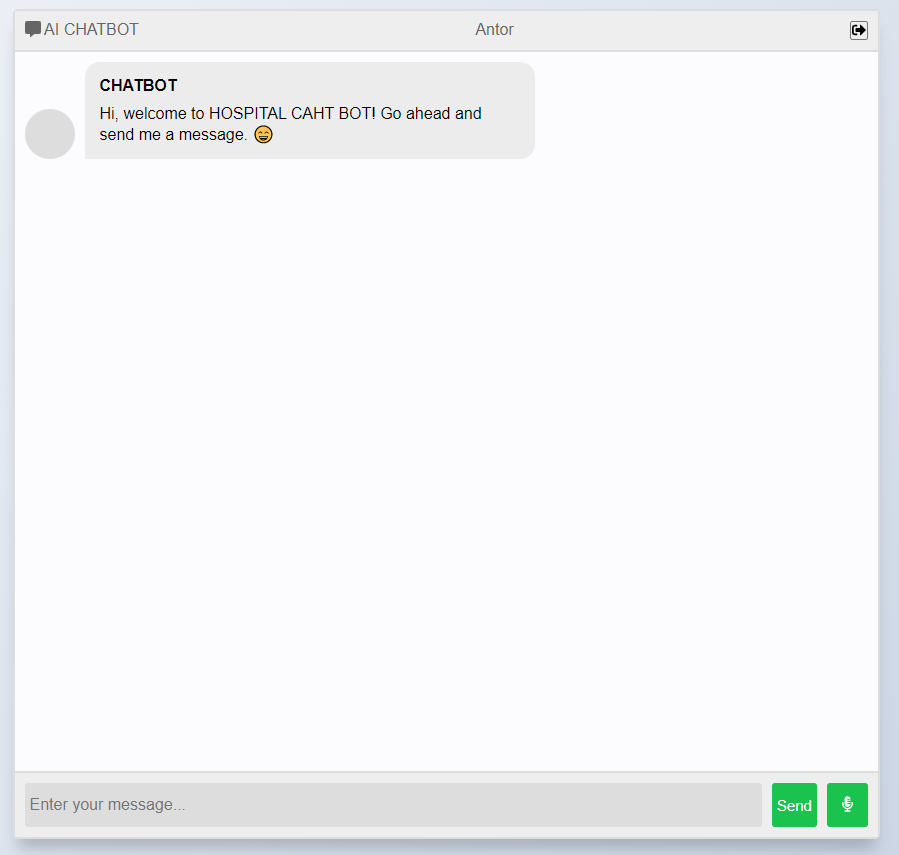 AI CHATBOT
Antor
CHATBOT
Hi, welcome to HOSPITAL CAHT BOT! Go ahead and
send me a message. 😄
Enter your message...
Send